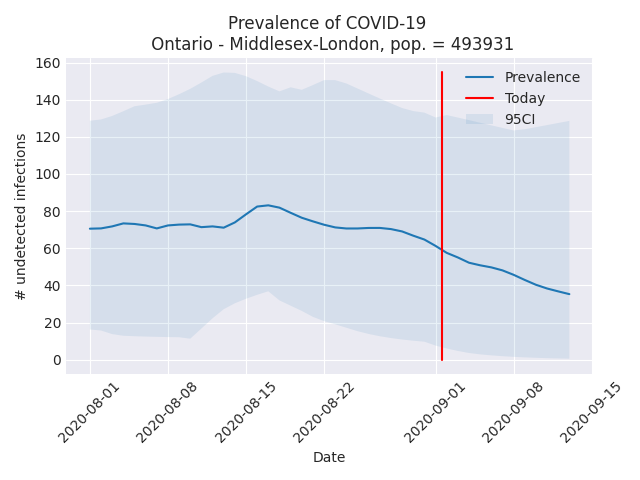 Prevalence of COVID-19
Ontario - Middlesex-London, pop. = 493931
160
140
120
100
80
60
40
20
0
# undetected infections
Prevalence
Today
95CI
2020-08-01
2020-08-08
2020-08-15
2020-08-22
2020-09-01
2020-09-08
2020-09-15
Date